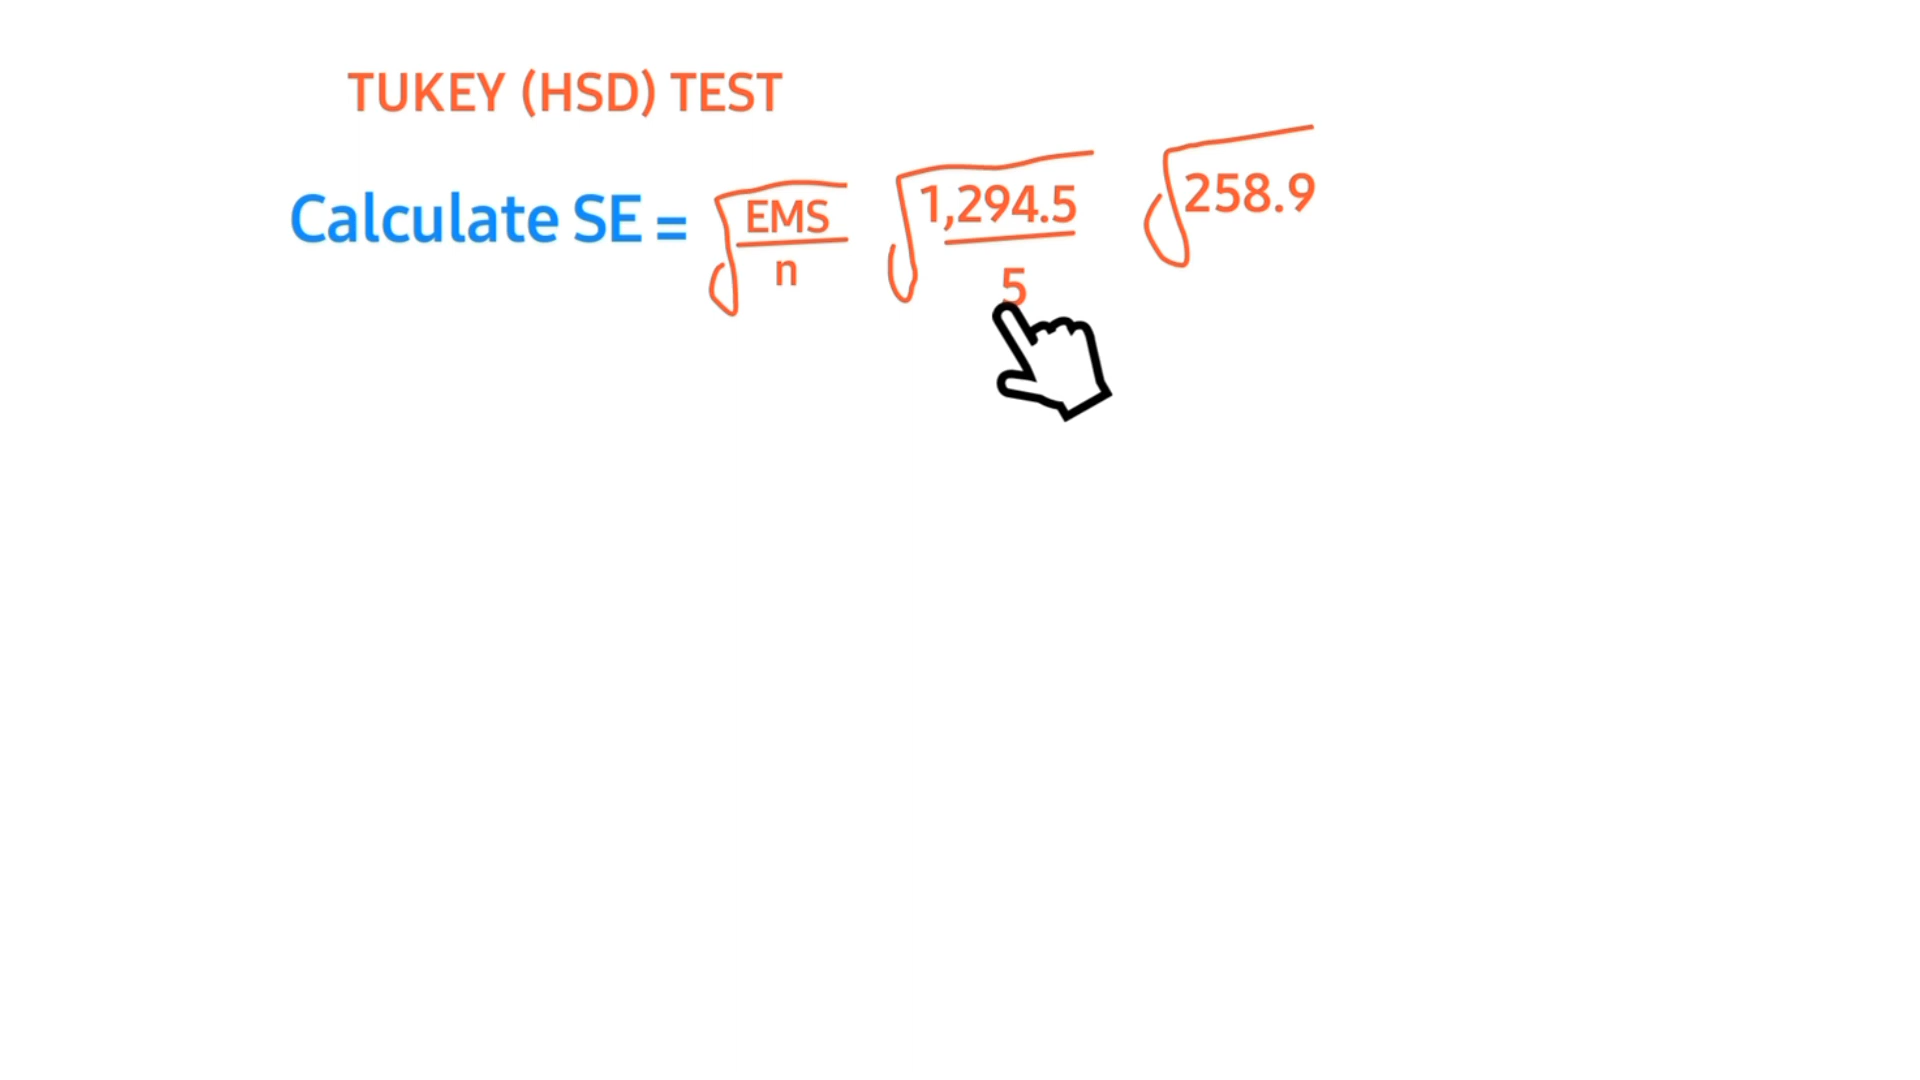 TUKEY (HSD) TEST
Calculate SE = √EMS/n √1,294.5/5 √258.9